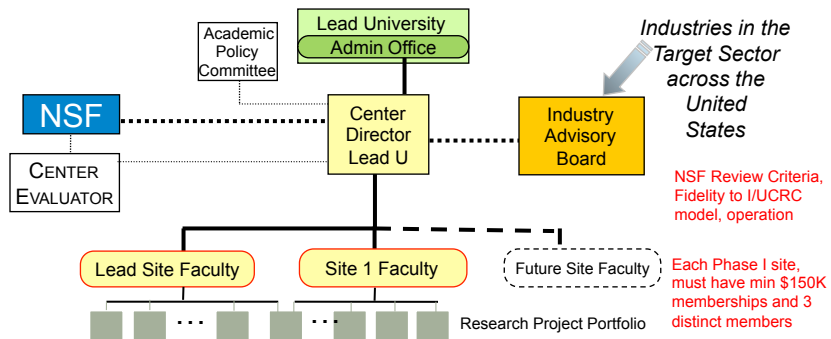 Lead University
Admin Office
Academic
Policy
Committee
Industries in the
Target Sector
across the
United
States
NSF
Center
Director
Lead U
Industry
Advisory
Board
CENTER
EVALUATOR
NSF Review Criteria,
Fidelity to I/UCRC
model, operation
Lead Site Faculty
Site 1 Faculty
Future Site Faculty
Each Phase I site,
must have min $150K
memberships and 3
distinct members
Research Project Portfolio